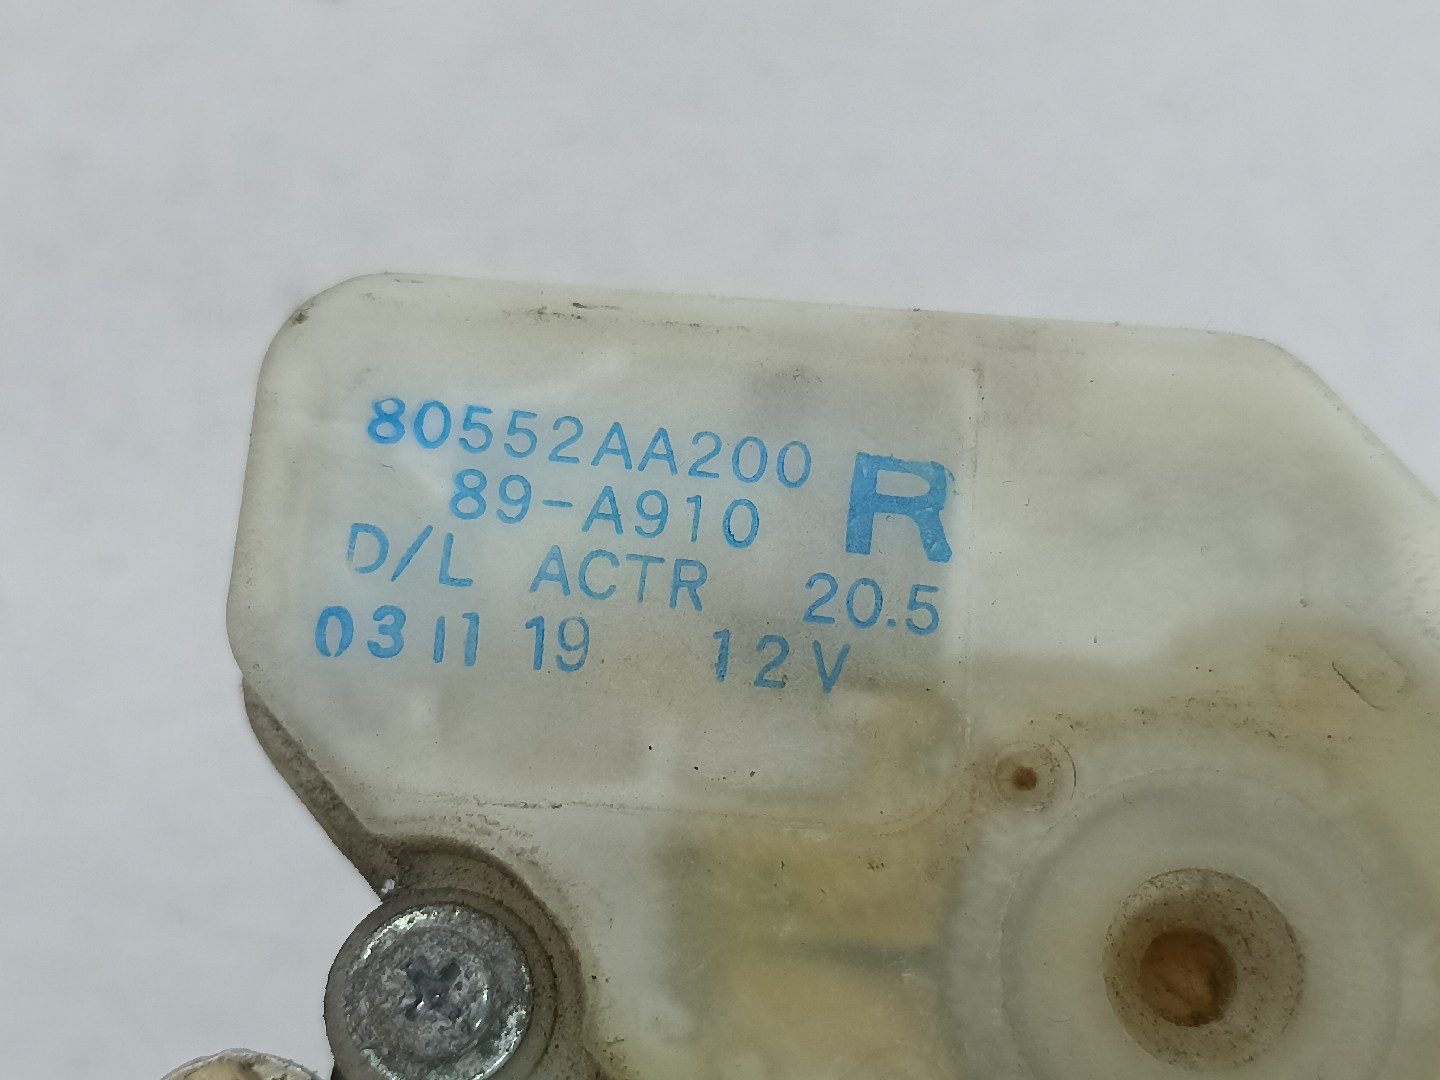 80552AA200
89-A910 R
D/L ACTR 20.5
03 11 19 12V